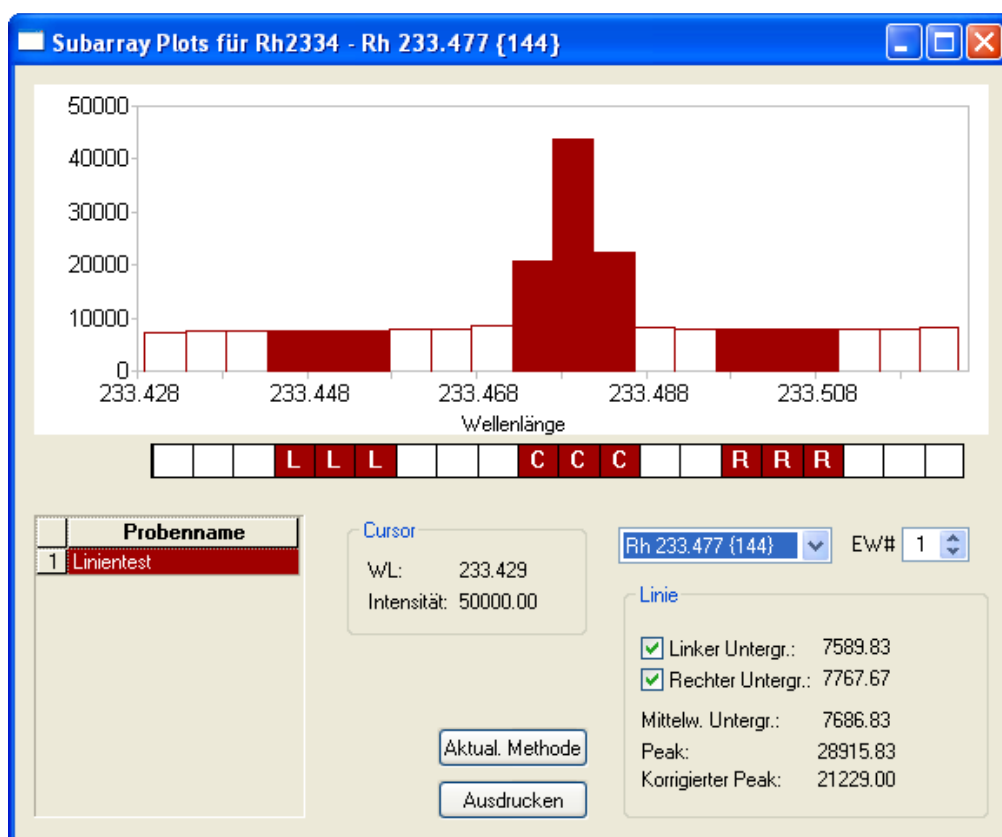 Subarray Plots für Rh2334 - Rh 233.477 {144}
50000
40000
30000
20000
10000
0
233.428 233.448 233.468 233.488 233.508
Wellenlänge
L L L C C C R R R
Probenname
1 Linientest
Cursor
WL: 233.429
Intensität: 50000.00
Rh 233.477 {144} EW# 1
Linie
Linker Untergr.: 7589.83
Rechter Untergr.: 7767.67
Mittelw. Untergr.: 7686.83
Peak: 28915.83
Korrigierter Peak: 21229.00
Aktual. Methode
Ausdrucken